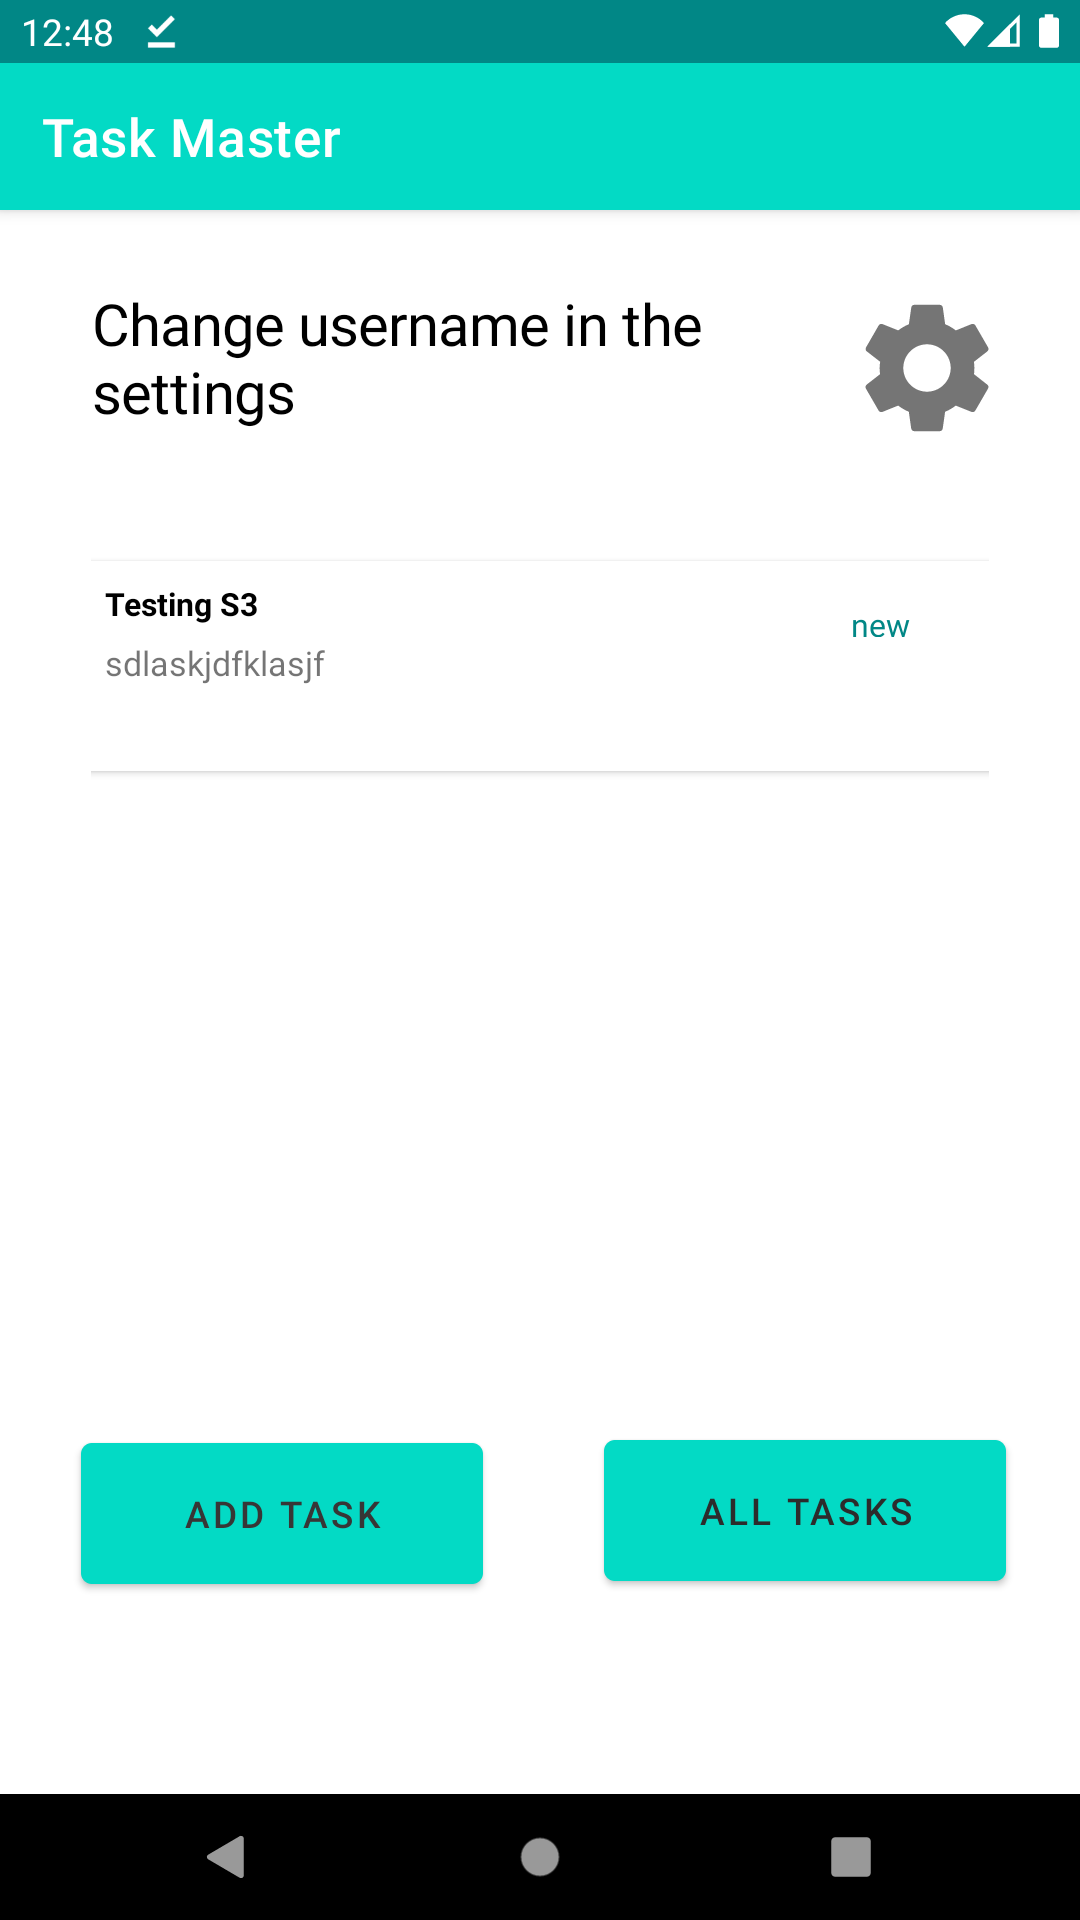 12:48
Task Master
Change username in the
settings
Testing S3
new
sdlaskjdfklasjf
ADD TASK
ALL TASKS